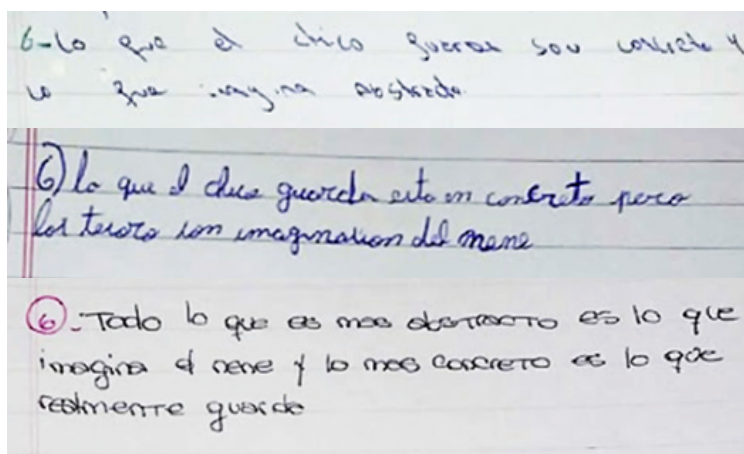 6-Lo que el chico guarda son concreto y
lo que imagina abstracto.
6) lo que el chico guarda esta en concreto pero
los tesoro son imaginasion del nene
6-Todo lo que es mas abstracto es lo que
imagina el nene y lo mas concreto es lo que
realmente guarda